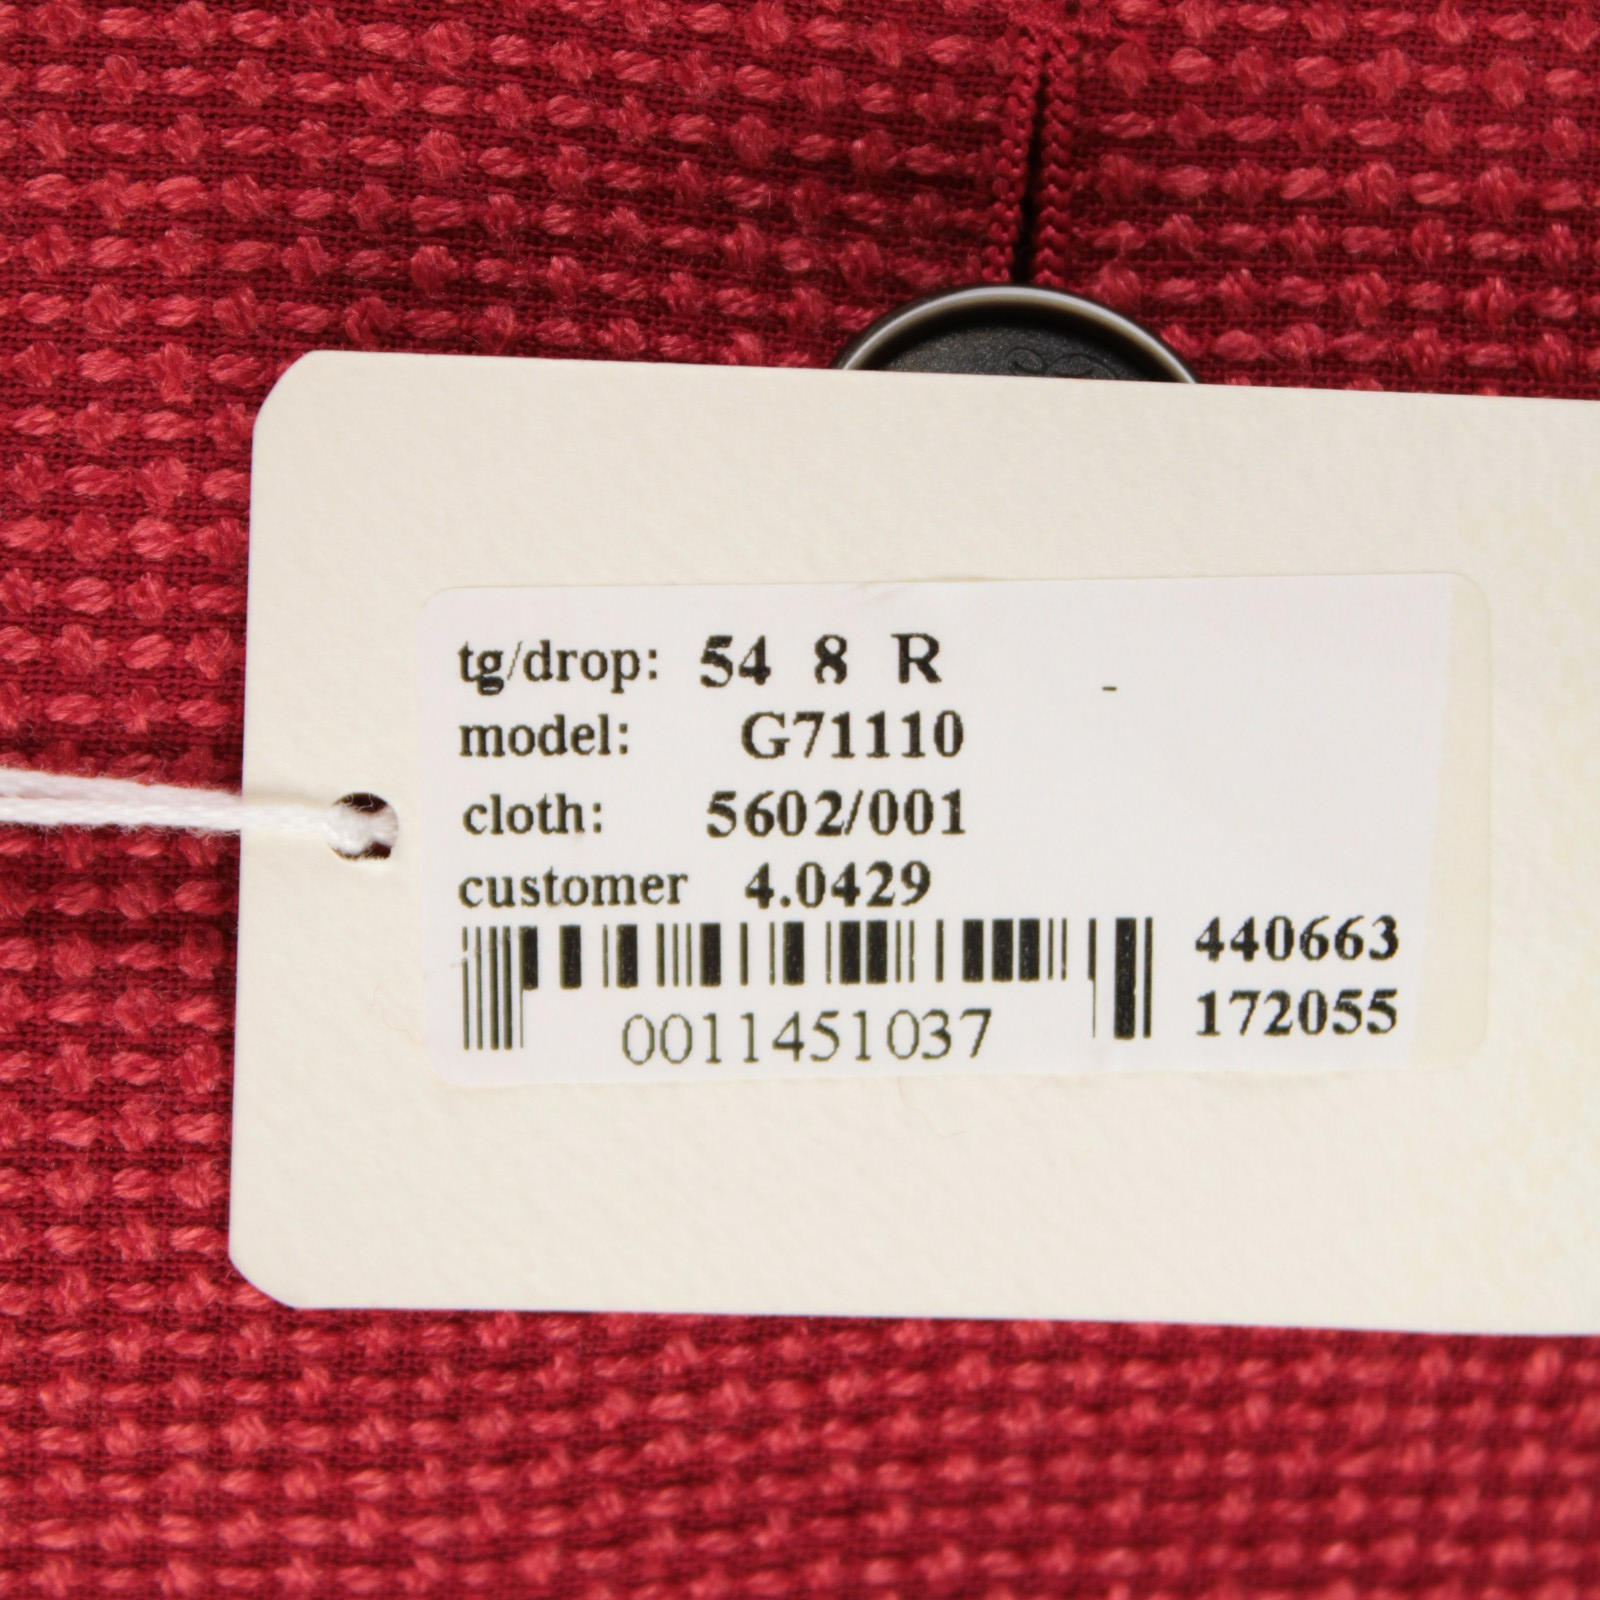 tg/drop: 54 8 R -
model: G71110
cloth: 5602/001
customer 4.0429
440663
0011451037 172055